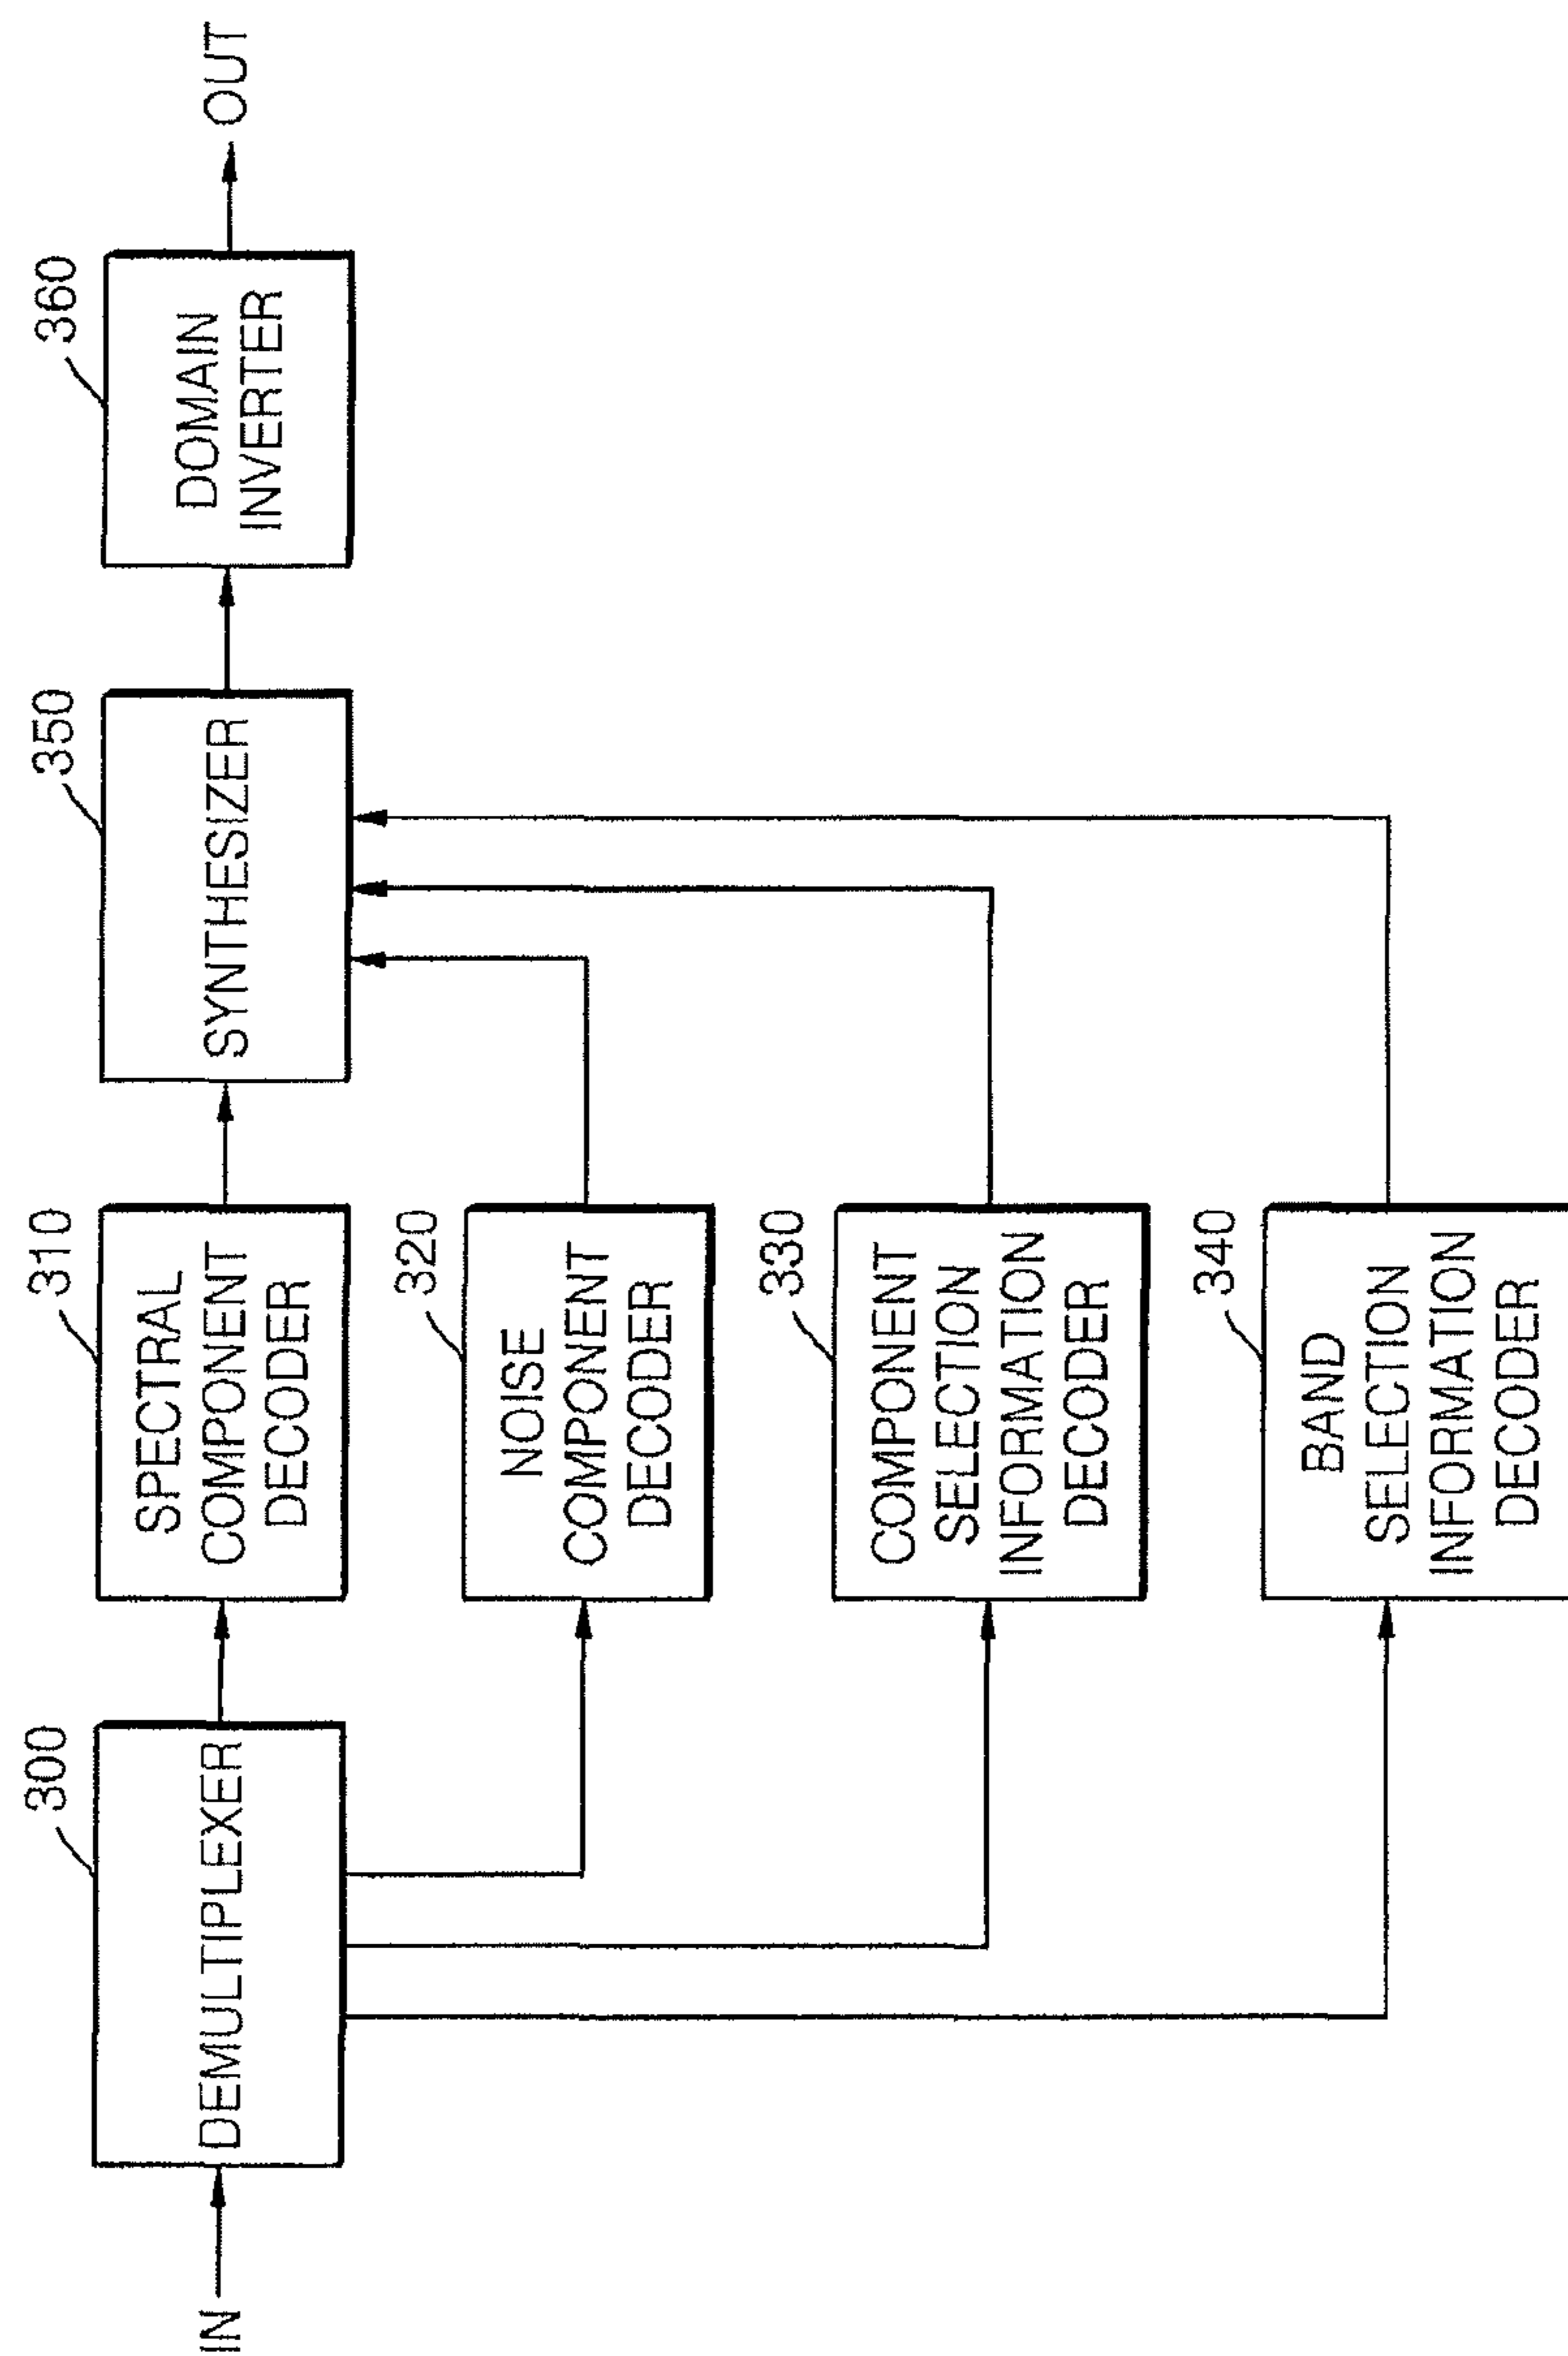 IN
300
DEMULTIPLEXER
310
SPECTRAL
COMPONENT
DECODER
320
NOISE
COMPONENT
DECODER
330
COMPONENT
SELECTION
INFORMATION
DECODER
340
BAND
SELECTION
INFORMATION
DECODER
350
SYNTHESIZER
360
DOMAIN
INVERTER
OUT